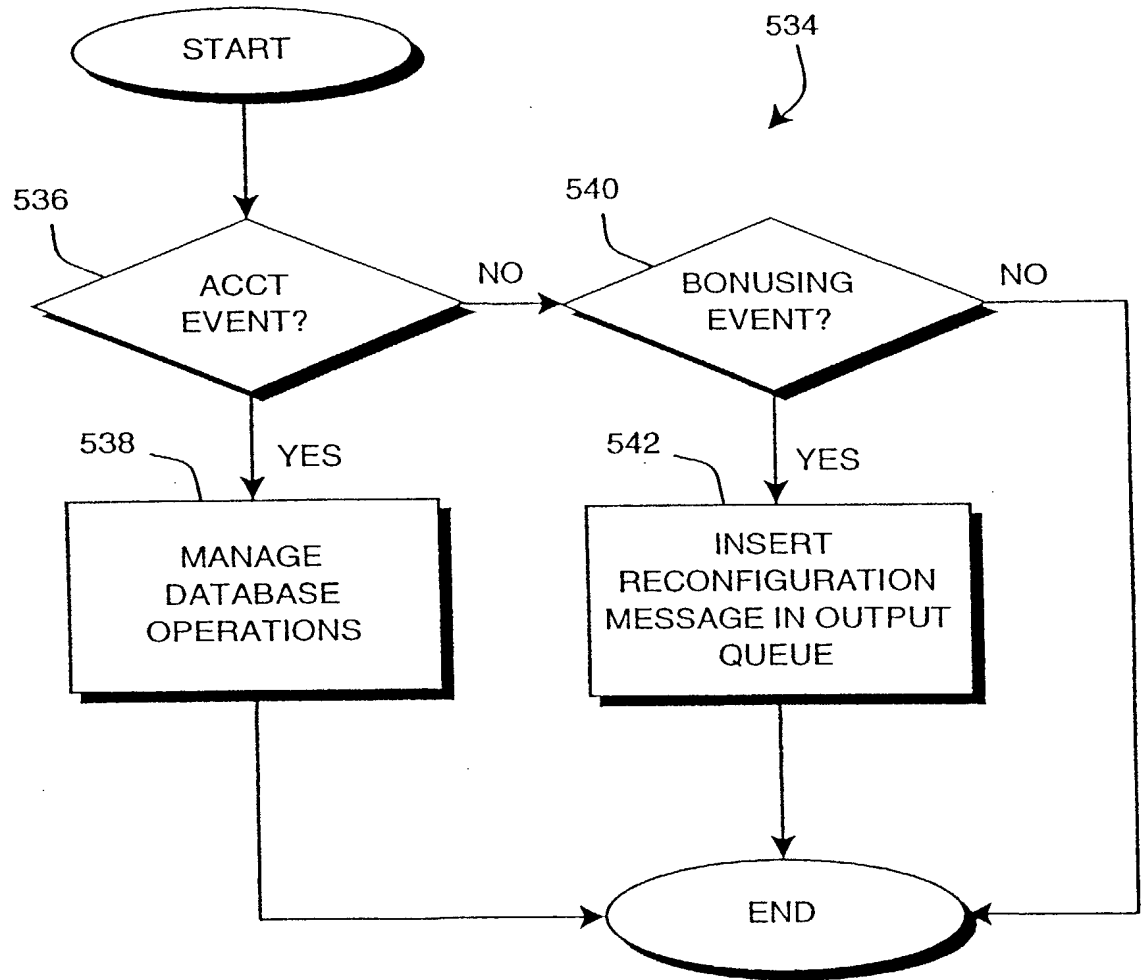 START
534
536
ACCT
EVENT?
NO
540
BONUSING
EVENT?
NO
538
YES
MANAGE
DATABASE
OPERATIONS
542
YES
INSERT
RECONFIGURATION
MESSAGE IN OUTPUT
QUEUE
END